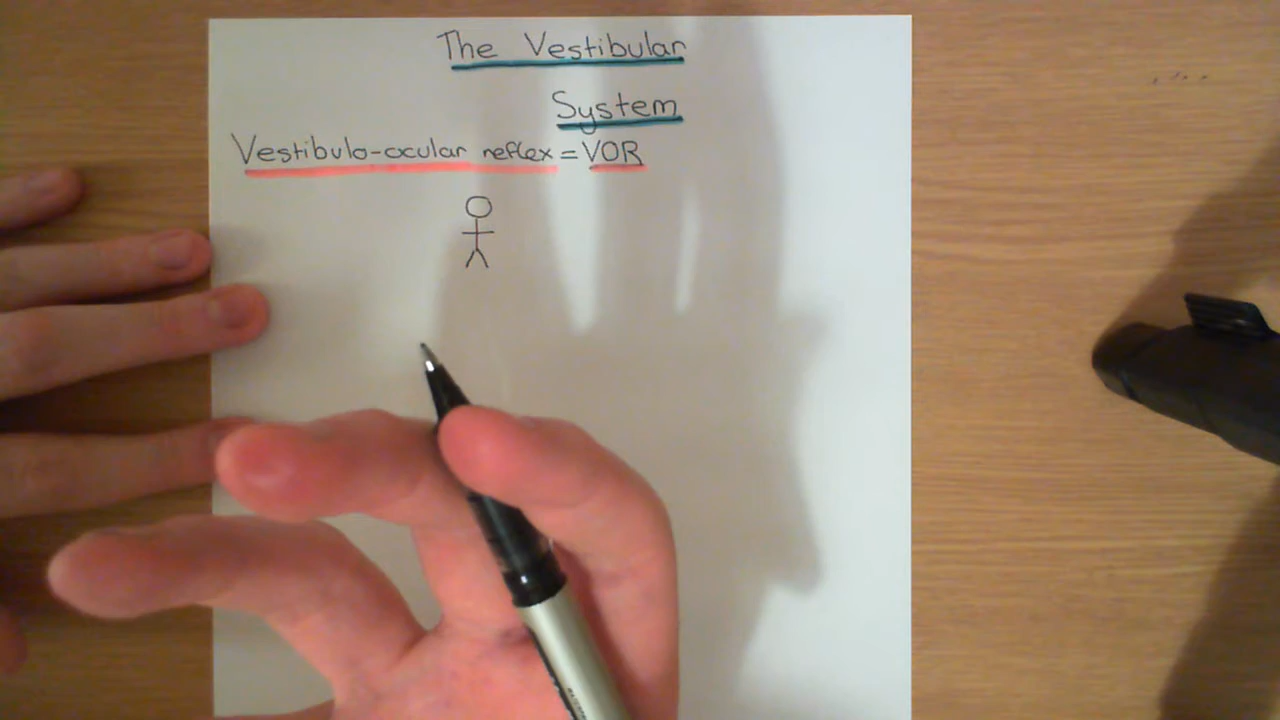 The Vestibular
System
Vestibulo-ocular reflex = VOR